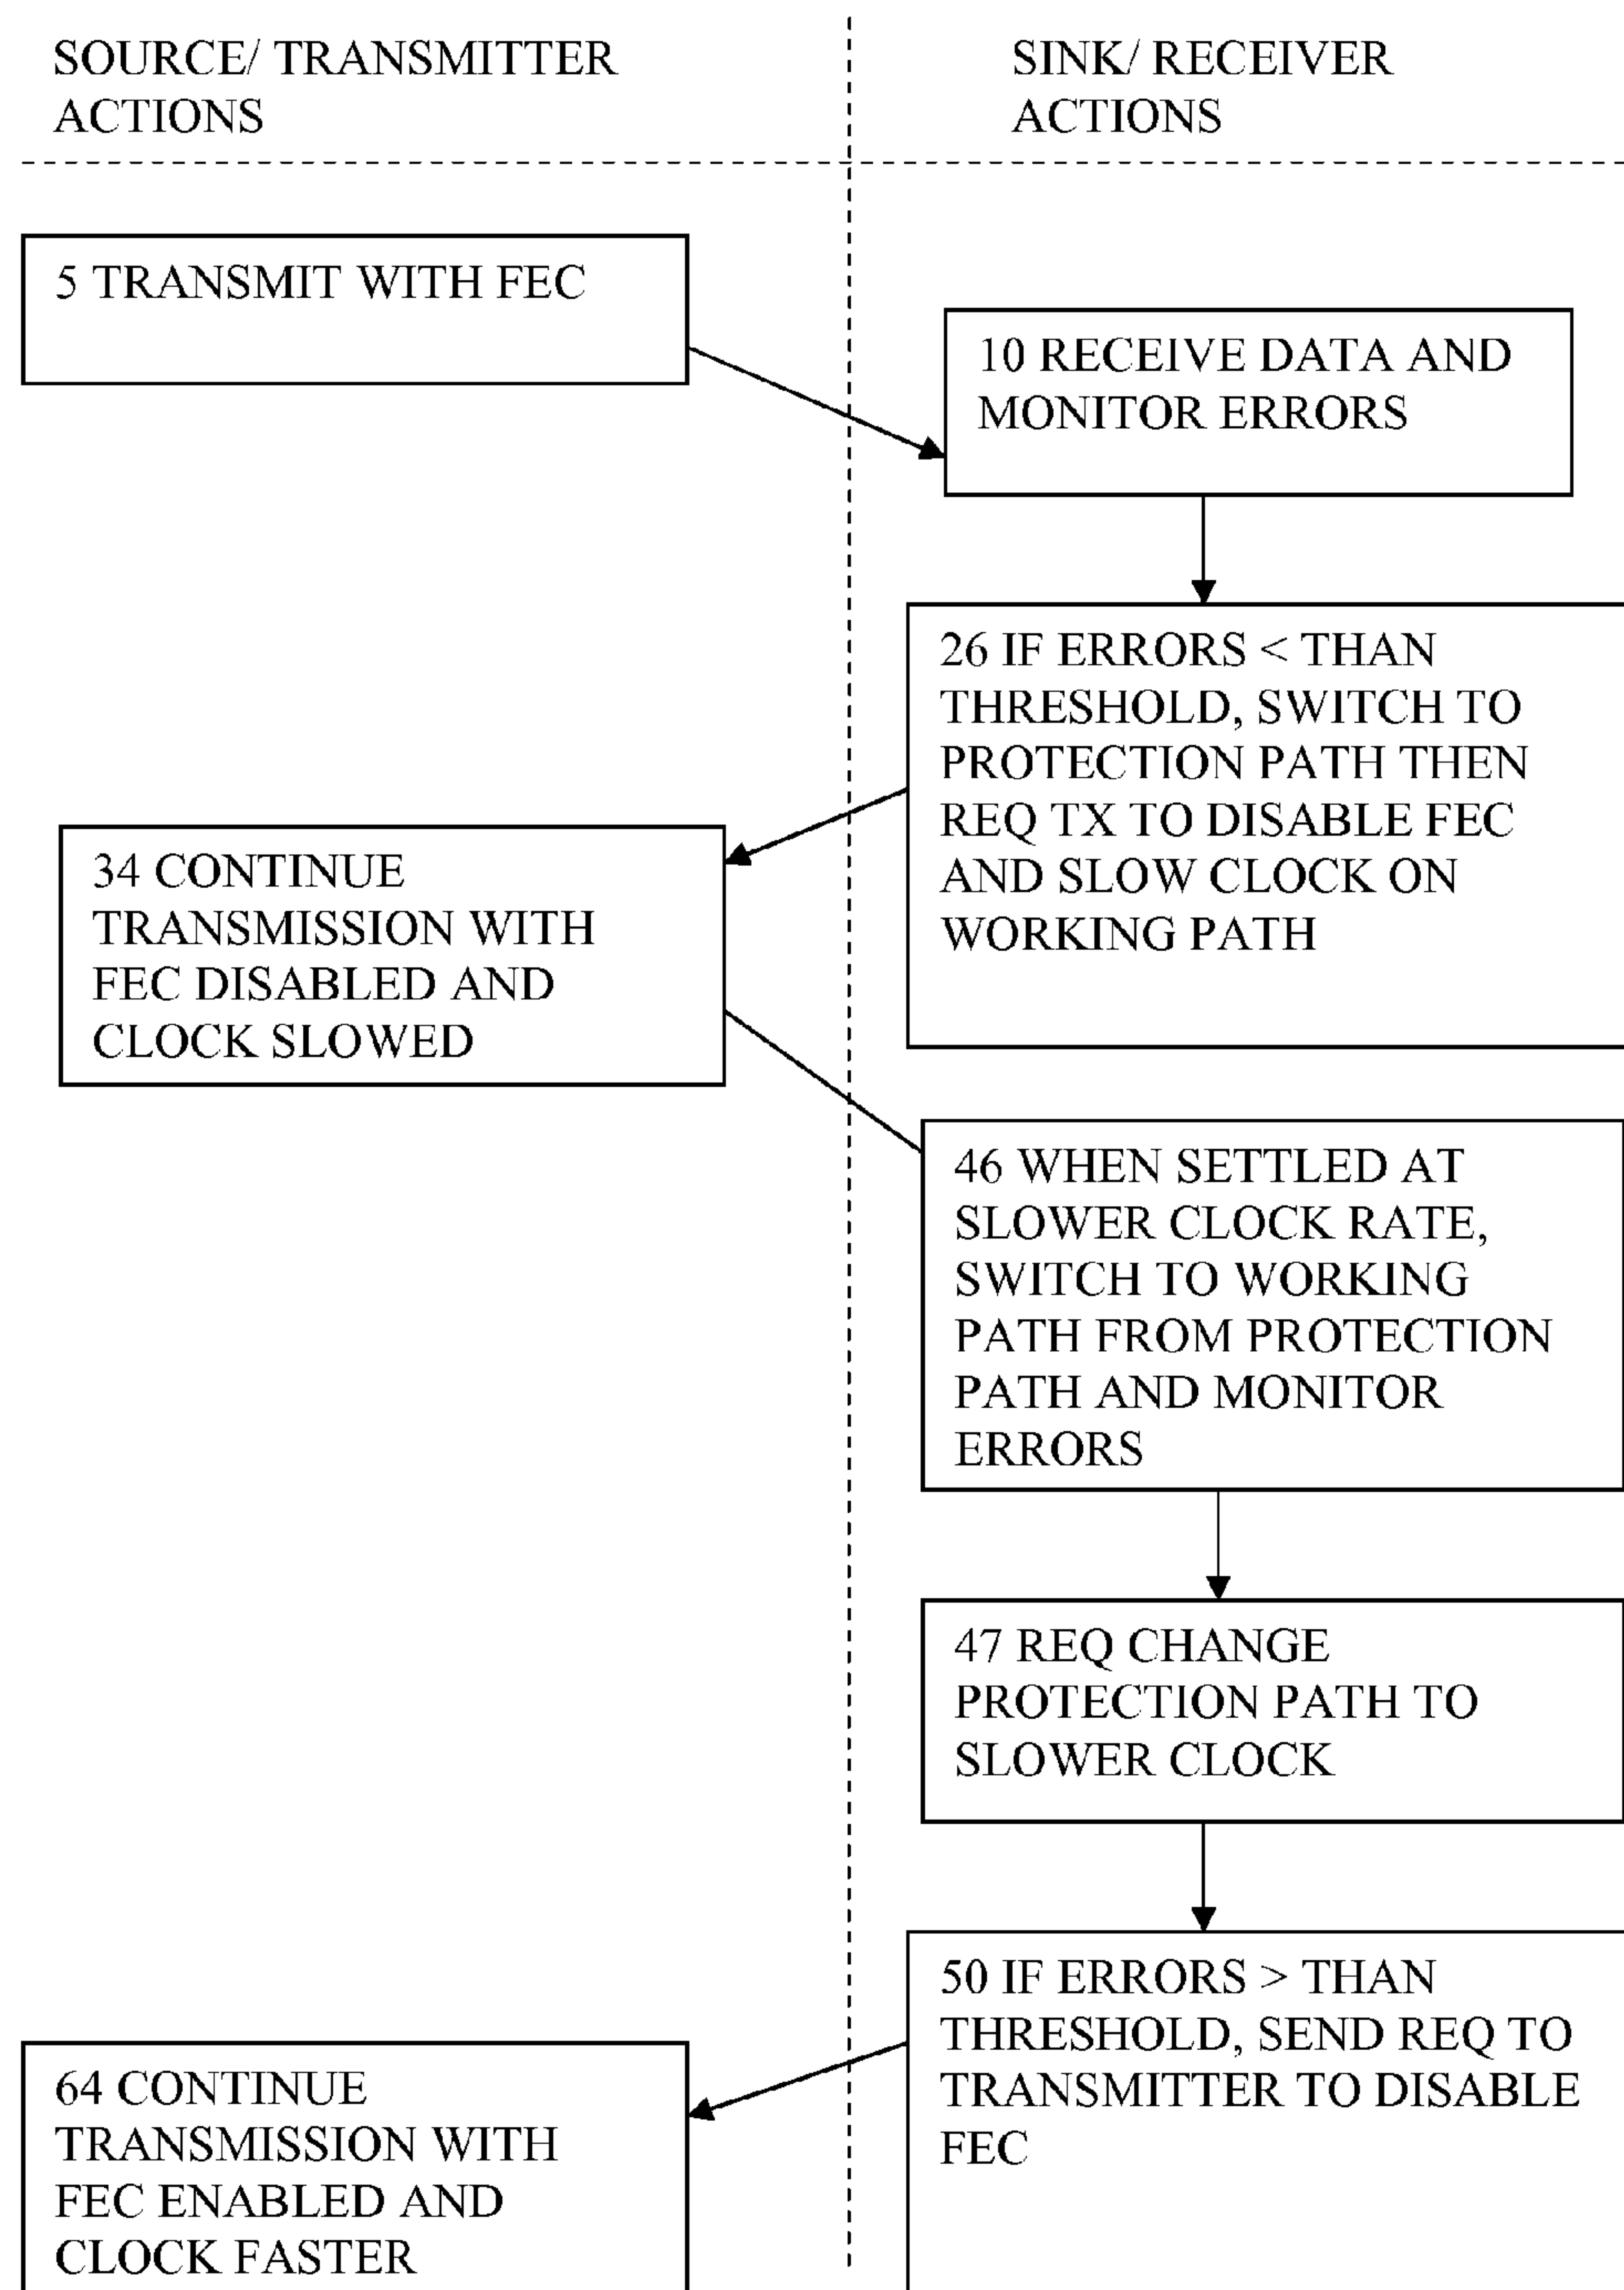 SOURCE/ TRANSMITTER
ACTIONS
SINK/ RECEIVER
ACTIONS
5 TRANSMIT WITH FEC
10 RECEIVE DATA AND
MONITOR ERRORS
26 IF ERRORS < THAN
THRESHOLD, SWITCH TO
PROTECTION PATH THEN
REQ TX TO DISABLE FEC
AND SLOW CLOCK ON
WORKING PATH
34 CONTINUE
TRANSMISSION WITH
FEC DISABLED AND
CLOCK SLOWED
46 WHEN SETTLED AT
SLOWER CLOCK RATE,
SWITCH TO WORKING
PATH FROM PROTECTION
PATH AND MONITOR
ERRORS
47 REQ CHANGE
PROTECTION PATH TO
SLOWER CLOCK
50 IF ERRORS > THAN
THRESHOLD, SEND REQ TO
TRANSMITTER TO DISABLE
FEC
64 CONTINUE
TRANSMISSION WITH
FEC ENABLED AND
CLOCK FASTER